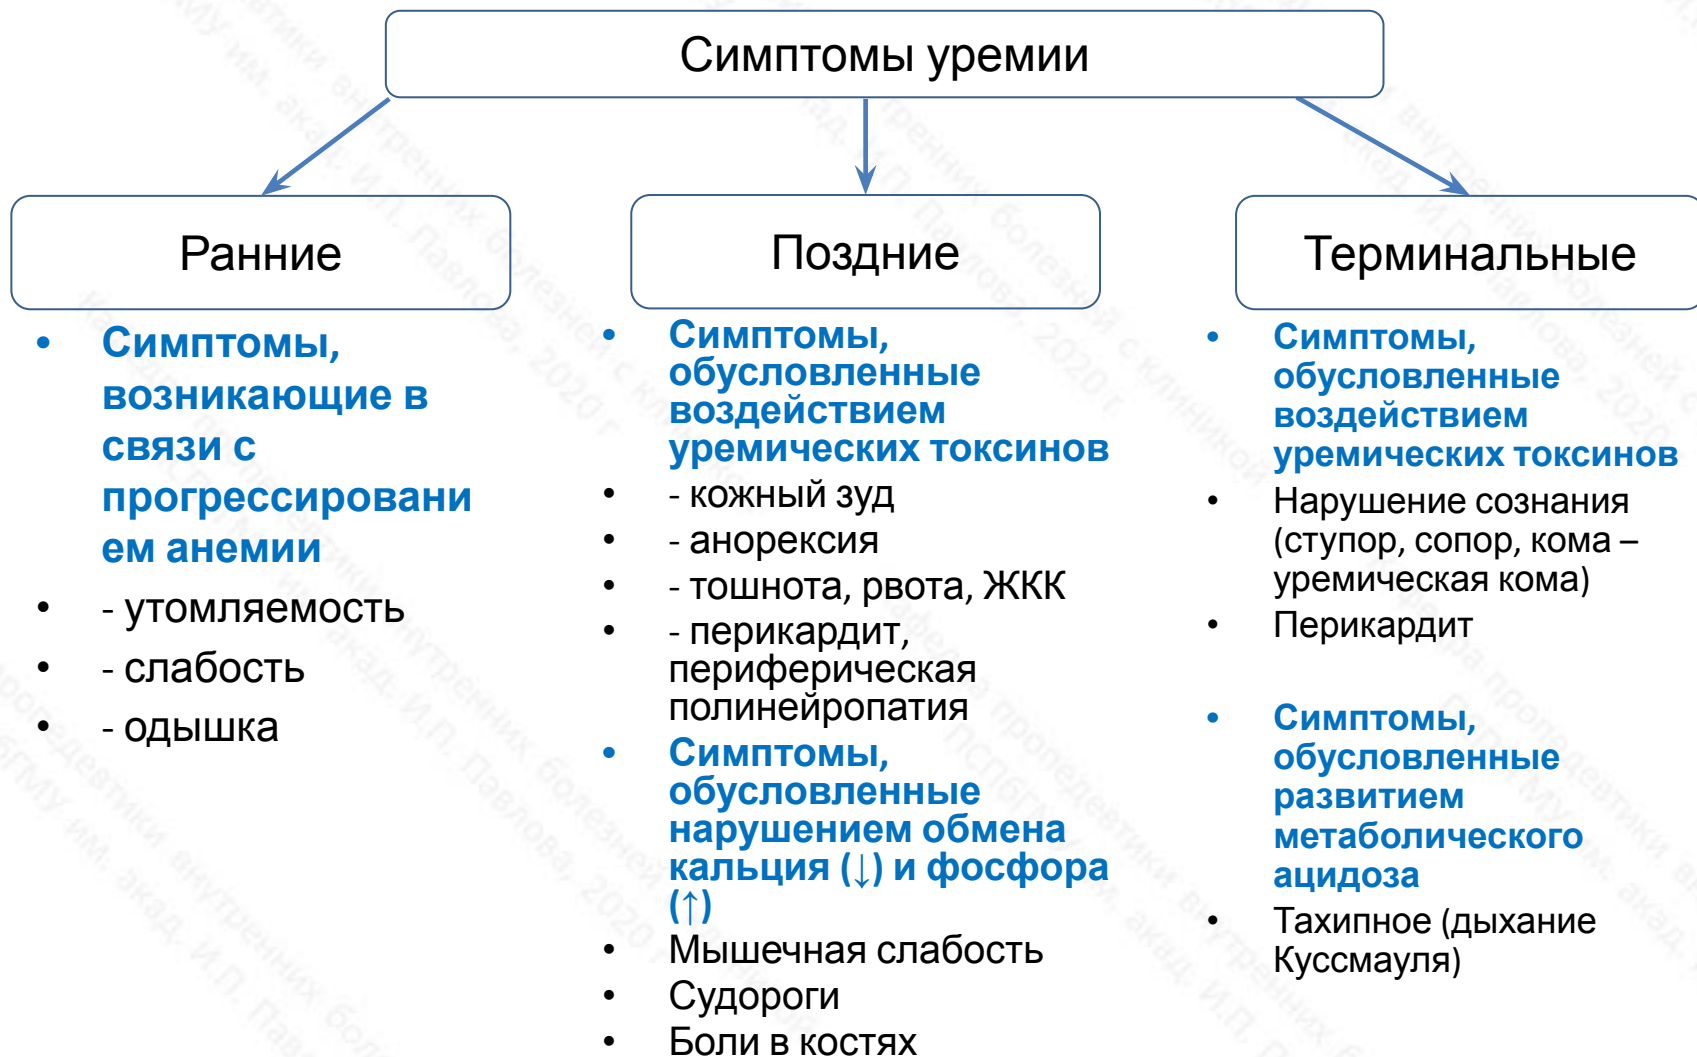 Симптомы уремии
Ранние
• Симптомы,
возникающие в
связи с
прогрессировани
ем анемии
• - утомляемость
• - слабость
• - одышка
Поздние
• Симптомы,
обусловленные
воздействием
уремических токсинов
• - кожный зуд
• - анорексия
• - тошнота, рвота, ЖКК
• - перикардит,
периферическая
полинейропатия
• Симптомы,
обусловленные
нарушением обмена
кальция (↓) и фосфора
(↑)
• Мышечная слабость
• Судороги
• Боли в костях
Терминальные
• Симптомы,
обусловленные
воздействием
уремических токсинов
• Нарушение сознания
(ступор, сопор, кома –
уремическая кома)
• Перикардит
• Симптомы,
обусловленные
развитием
метаболического
ацидоза
• Тахипное (дыхание
Куссмауля)